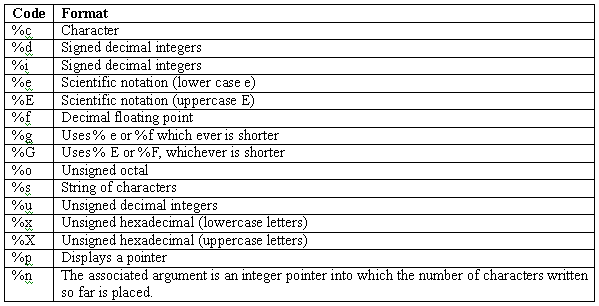 Code Format
%c Character
%d Signed decimal integers
%i Signed decimal integers
%e Scientific notation (lower case e)
%E Scientific notation (uppercase E)
%f Decimal floating point
%g Uses % e or %f which ever is shorter
%G Uses % E or %F, whichever is shorter
%o Unsigned octal
%s String of characters
%u Unsigned decimal integers
%x Unsigned hexadecimal (lowercase letters)
%X Unsigned hexadecimal (uppercase letters)
%p Displays a pointer
%n The associated argument is an integer pointer into which the number of characters written
so far is placed.